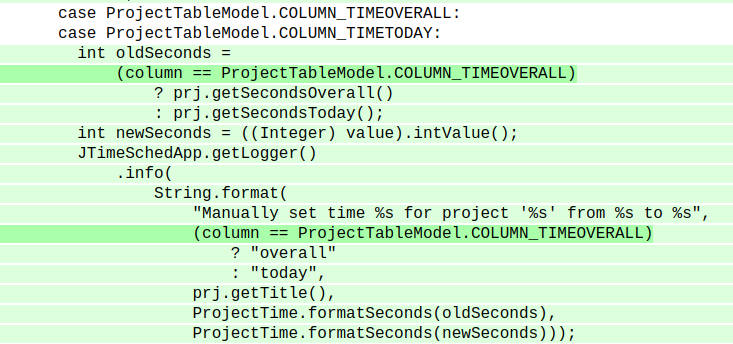 case ProjectTableModel.COLUMN_TIMEOVERALL:
case ProjectTableModel.COLUMN_TIMETODAY:
int oldSeconds =
(column == ProjectTableModel.COLUMN_TIMEOVERALL)
? prj.getSecondsOverall()
: prj.getSecondsToday();
int newSeconds = ((Integer) value).intValue();
JTimeSchedApp.getLogger()
.info(
String.format(
"Manually set time %s for project '%s' from %s to %s",
(column == ProjectTableModel.COLUMN_TIMEOVERALL)
? "overall"
: "today",
prj.getTitle(),
ProjectTime.formatSeconds(oldSeconds),
ProjectTime.formatSeconds(newSeconds)));